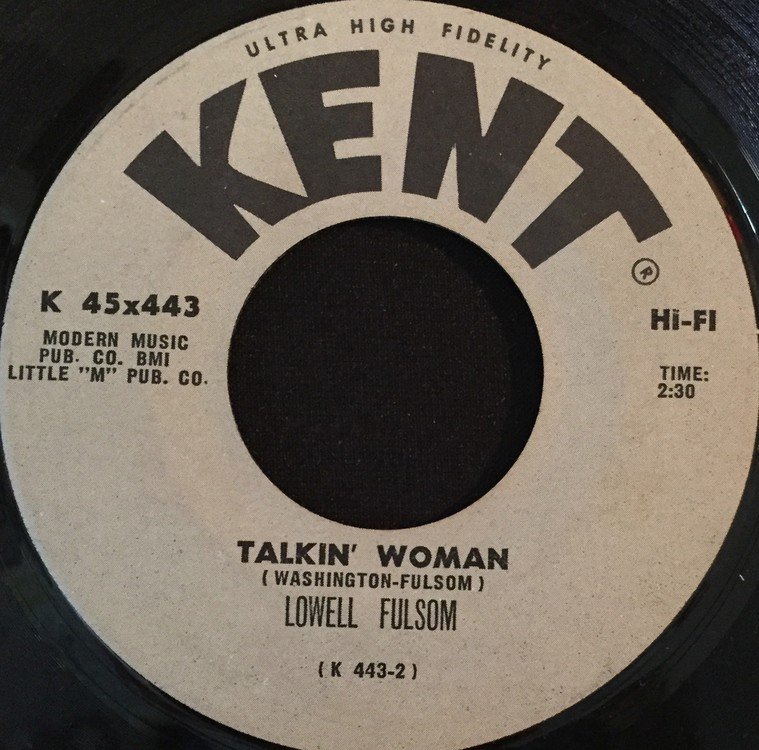 ULTRA HIGH FIDELITY
KENT
®
K 45x443
MODERN MUSIC
PUB. CO. BMI
LITTLE "M" PUB. CO.
Hi-FI
TIME:
2:30
TALKIN' WOMAN
(WASHINGTON-FULSOM)
LOWELL FULSOM
(K 443-2)